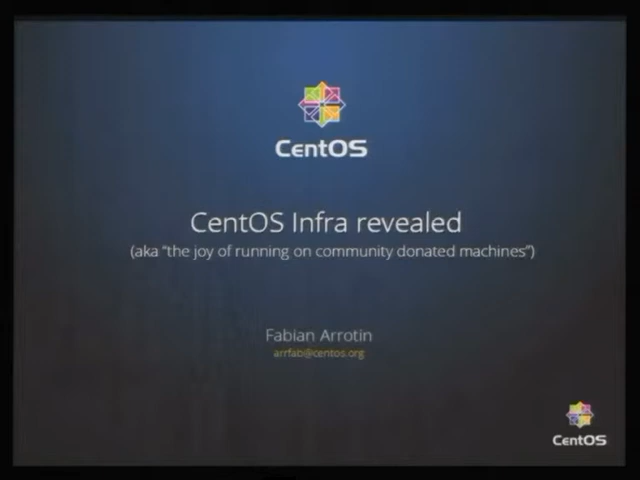 CentOS
CentOS Infra revealed
(aka “the joy of running on community donated machines”)
Fabian Arrotin
arrfab@centos.org
CentOS